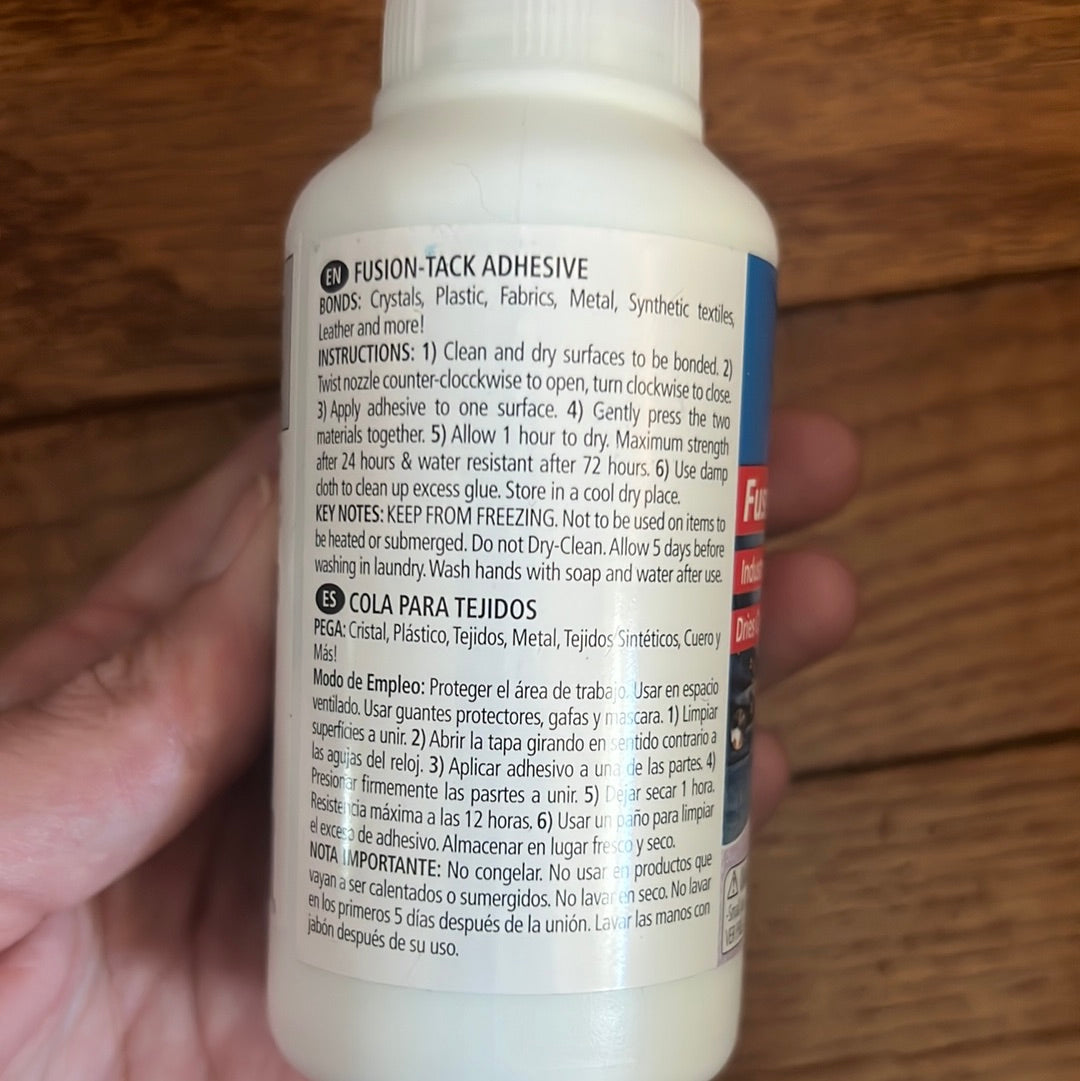 EN FUSION-TACK ADHESIVE
BONDS: Crystals, Plastic, Fabrics, Metal, Synthetic textiles,
Leather and more!
INSTRUCTIONS: 1) Clean and dry surfaces to be bonded. 2)
Twist nozzle counter-clocckwise to open, turn clockwise to close.
3) Apply adhesive to one surface. 4) Gently press the two
materials together. 5) Allow 1 hour to dry. Maximum strength
after 24 hours & water resistant after 72 hours. 6) Use damp
cloth to clean up excess glue. Store in a cool dry place.
KEY NOTES: KEEP FROM FREEZING. Not to be used on items to
be heated or submerged. Do not Dry-Clean. Allow 5 days before
washing in laundry. Wash hands with soap and water after use.
ES COLA PARA TEJIDOS
PEGA: Cristal, Plástico, Tejidos, Metal, Tejidos Sintéticos, Cuero y
Más!
Modo de Empleo: Proteger el área de trabajo. Usar en espacio
ventilado. Usar guantes protectores, gafas y mascara. 1) Limpiar
superficies a unir. 2) Abrir la tapa girando en sentido contrario a
las agujas del reloj. 3) Aplicar adhesivo a una de las partes. 4)
Presionar firmemente las pasrtes a unir. 5) Dejar secar 1 hora.
Resistencia máxima a las 12 horas. 6) Usar un paño para limpiar
el exceso de adhesivo. Almacenar en lugar fresco y seco.
NOTA IMPORTANTE: No congelar. No usar en productos que
vayan a ser calentados o sumergidos. No lavar en seco. No lavar
en los primeros 5 días después de la unión. Lavar las manos con
jabón después de su uso.
Fus
Indus
Dries